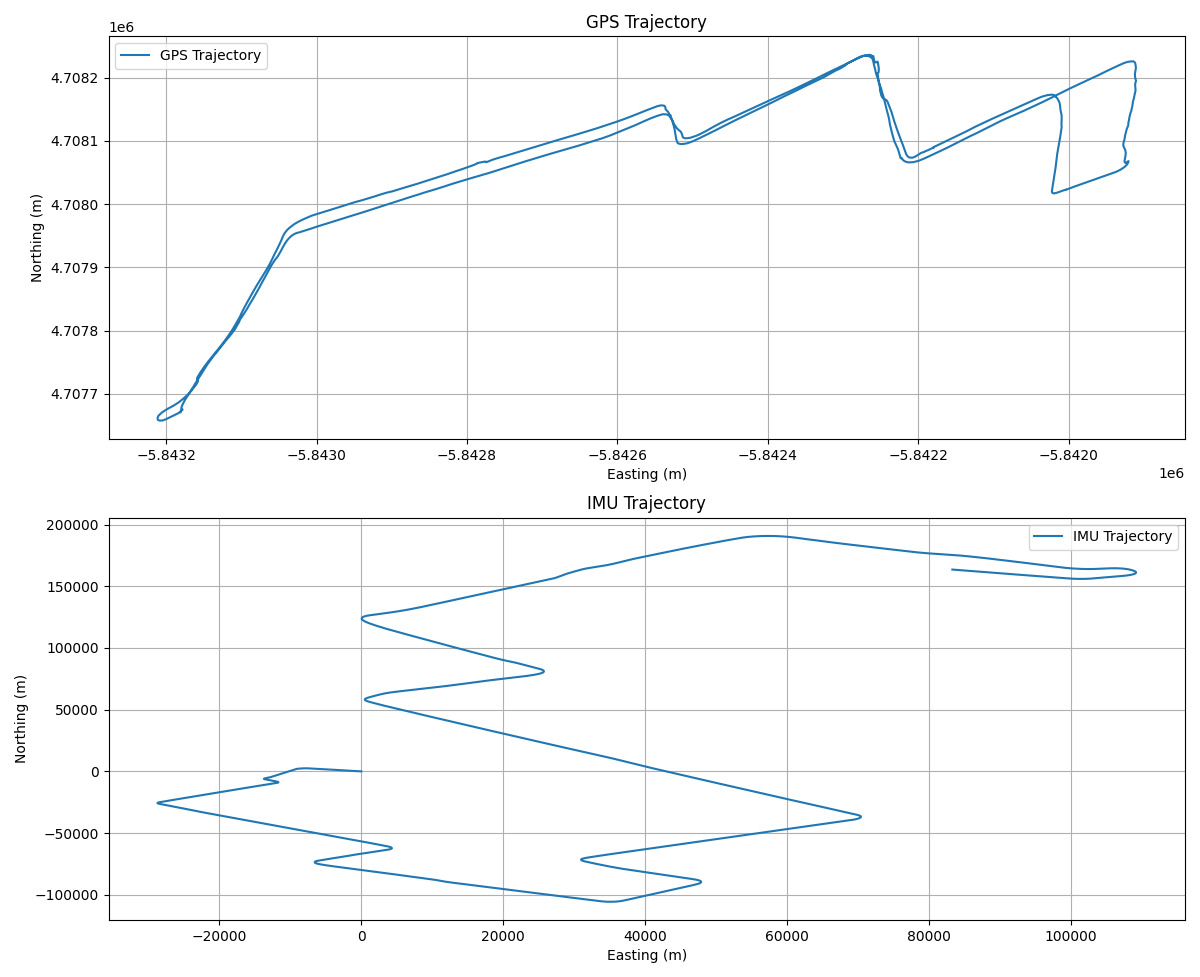 GPS Trajectory
1e6
GPS Trajectory
4.7082
4.7081
4.7080
4.7079
4.7078
4.7077
Northing (m)
−5.8432 −5.8430 −5.8428 −5.8426 −5.8424 −5.8422 −5.8420
Easting (m)
1e6
IMU Trajectory
IMU Trajectory
200000
150000
100000
50000
0
−50000
−100000
Northing (m)
−20000 0 20000 40000 60000 80000 100000
Easting (m)